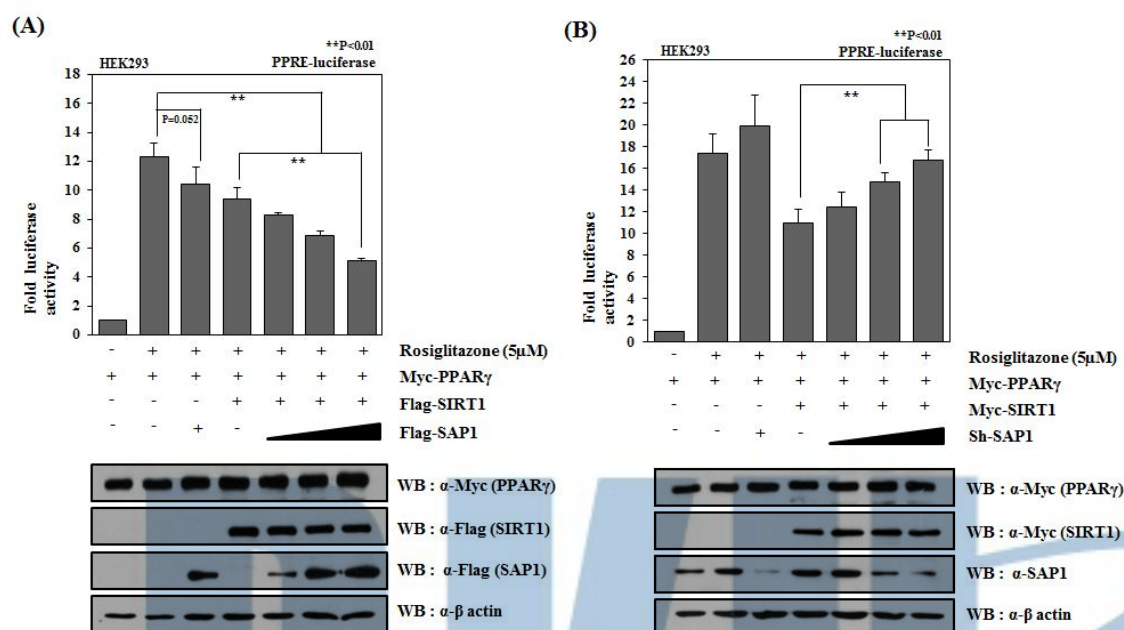 (A)
**P<0.01
HEK293 PPRE-luciferase
18
16
14
12
10
8
6
4
2
0
Fold luciferase
activity
**
P=0.052
**
- + + + + + + Rosiglitazone (5µM)
+ + + + + + + Myc-PPARγ
- - - + + + + Flag-SIRT1
- - + - Flag-SAP1
WB : α-Myc (PPARγ)
WB : α-Flag (SIRT1)
WB : α-Flag (SAP1)
WB : α-β actin
(B)
**P<0.01
HEK293 PPRE-luciferase
26
24
22
20
18
16
14
12
10
8
6
4
2
0
Fold luciferase
activity
**
- + + + + + + Rosiglitazone (5µM)
+ + + + + + + Myc-PPARγ
- - - + + + + Myc-SIRT1
- - + - Sh-SAP1
WB : α-Myc (PPARγ)
WB : α-Myc (SIRT1)
WB : α-SAP1
WB : α-β actin